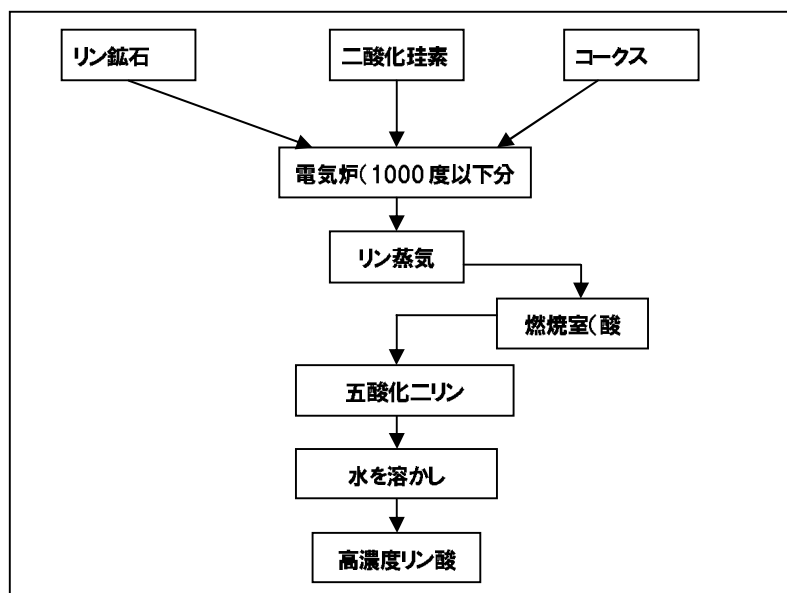 リン鉱石
二酸化珪素
コークス
電気炉(1000度以下分
リン蒸気
燃焼室(酸
五酸化二リン
水を溶かし
高濃度リン酸